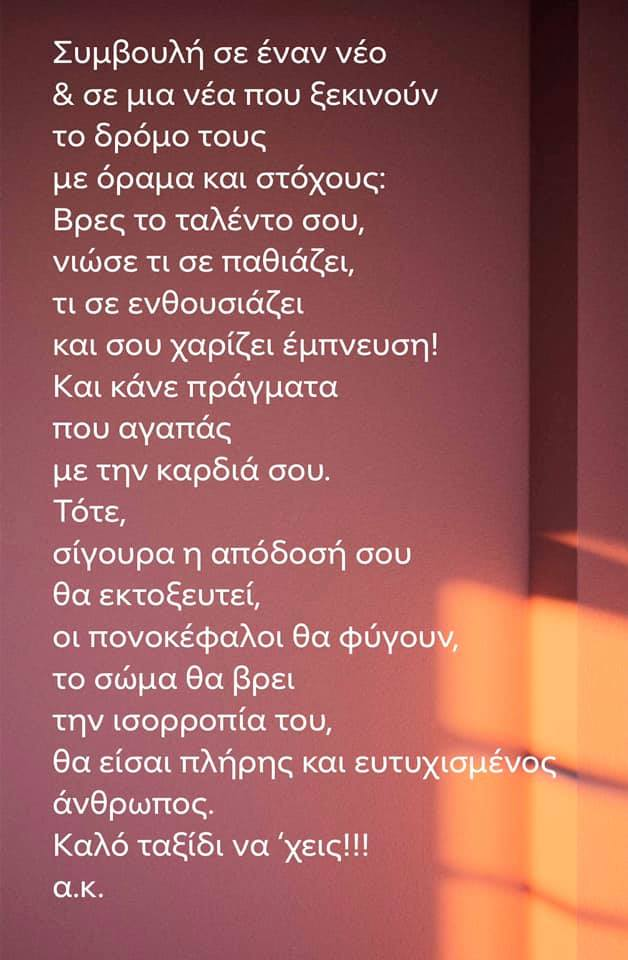 Συμβουλή σε έναν νέο
& σε μια νέα που ξεκινούν
το δρόμο τους
με όραμα και στόχους:
Βρες το ταλέντο σου,
νιώσε τι σε παθιάζει,
τι σε ενθουσιάζει
και σου χαρίζει έμπνευση!
Και κάνε πράγματα
που αγαπάς
με την καρδιά σου.
Τότε,
σίγουρα η απόδοσή σου
θα εκτοξευτεί,
οι πονοκέφαλοι θα φύγουν,
το σώμα θα βρει
την ισορροπία του,
θα είσαι πλήρης και ευτυχισμένος
άνθρωπος.
Καλό ταξίδι να ‘χεις!!!
α.κ.